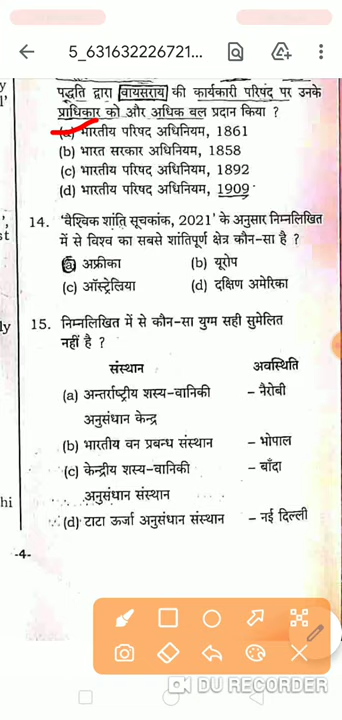 5_631632226721...
पद्धति द्वारा वायसराय की कार्यकारी परिषद पर उनके
प्राधिकार को और अधिक बल प्रदान किया ?
(a) भारतीय परिषद अधिनियम, 1861
(b) भारत सरकार अधिनियम, 1858
(c) भारतीय परिषद अधिनियम, 1892
(d) भारतीय परिषद अधिनियम, 1909
14. 'वैश्विक शांति सूचकांक, 2021' के अनुसार निम्नलिखित
में से विश्व का सबसे शांतिपूर्ण क्षेत्र कौन-सा है ?
अफ्रीका (b) यूरोप
(c) ऑस्ट्रेलिया (d) दक्षिण अमेरिका
15. निम्नलिखित में से कौन-सा युग्म सही सुमेलित
नहीं है ?
संस्थान अवस्थिति
(a) अन्तर्राष्ट्रीय शस्य-वानिकी – नैरोबी
अनुसंधान केन्द्र
(b) भारतीय वन प्रबन्ध संस्थान – भोपाल
(c) केन्द्रीय शस्य-वानिकी – बाँदा
अनुसंधान संस्थान
(d) टाटा ऊर्जा अनुसंधान संस्थान – नई दिल्ली
-4-
st
ly
hi
DU RECORDER